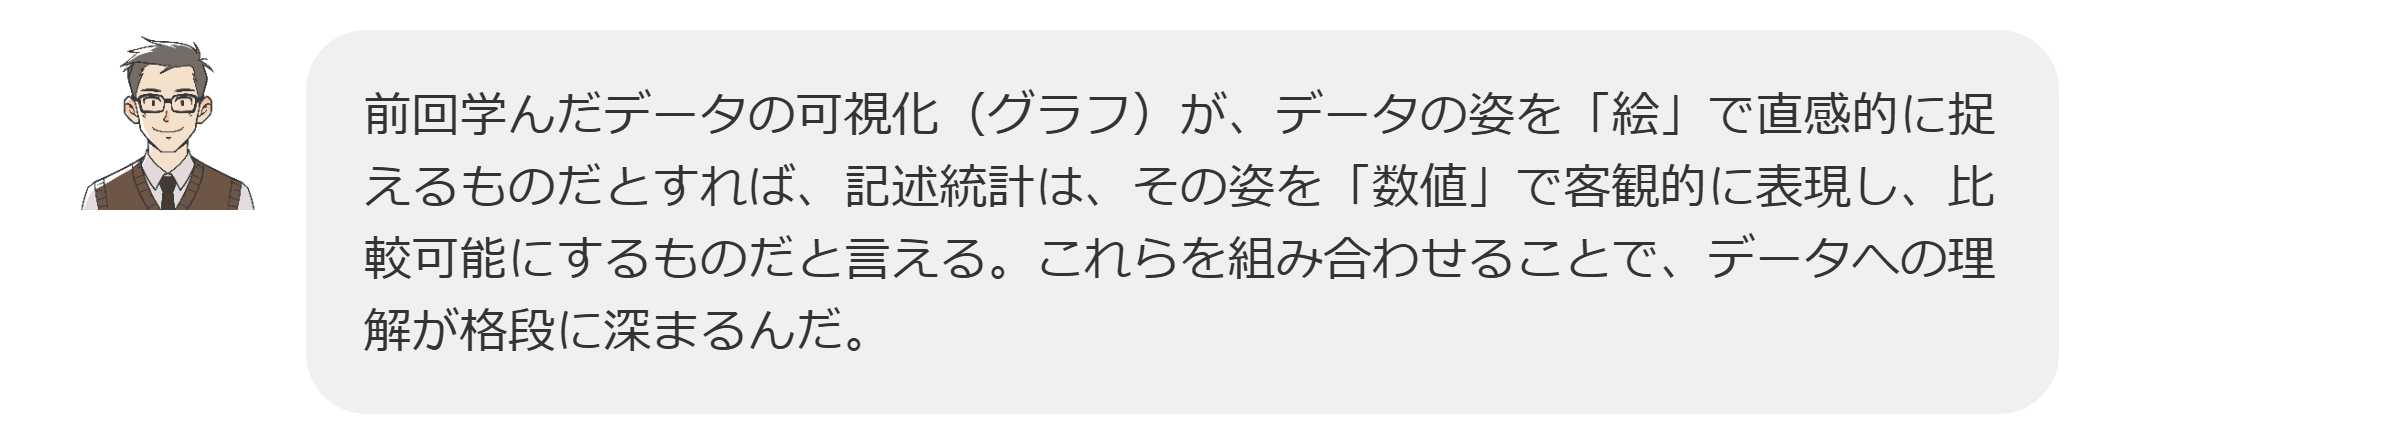 前回学んだデータの可視化（グラフ）が、データの姿を「絵」で直感的に捉
えるものだとすれば、記述統計は、その姿を「数値」で客観的に表現し、比
較可能にするものだと言える。これらを組み合わせることで、データへの理
解が格段に深まるんだ。